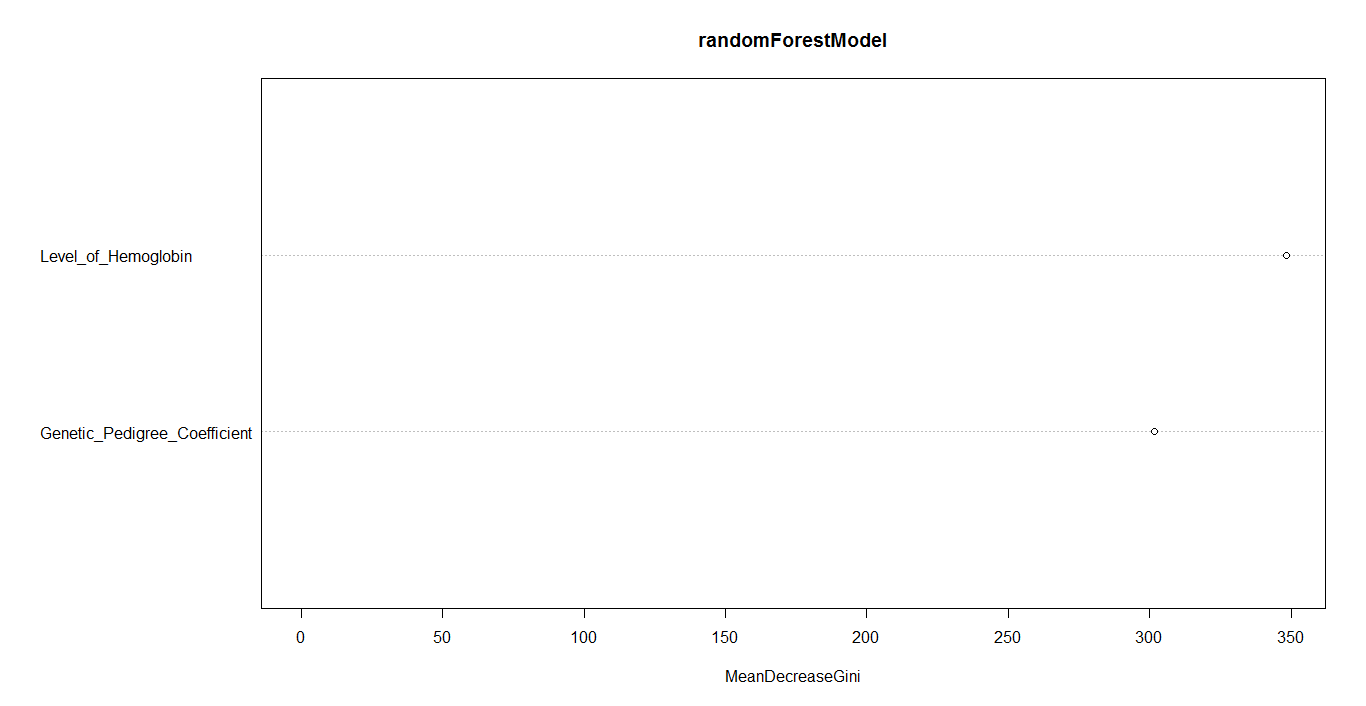 randomForestModel
Level_of_Hemoglobin
Genetic_Pedigree_Coefficient
0 50 100 150 200 250 300 350
MeanDecreaseGini